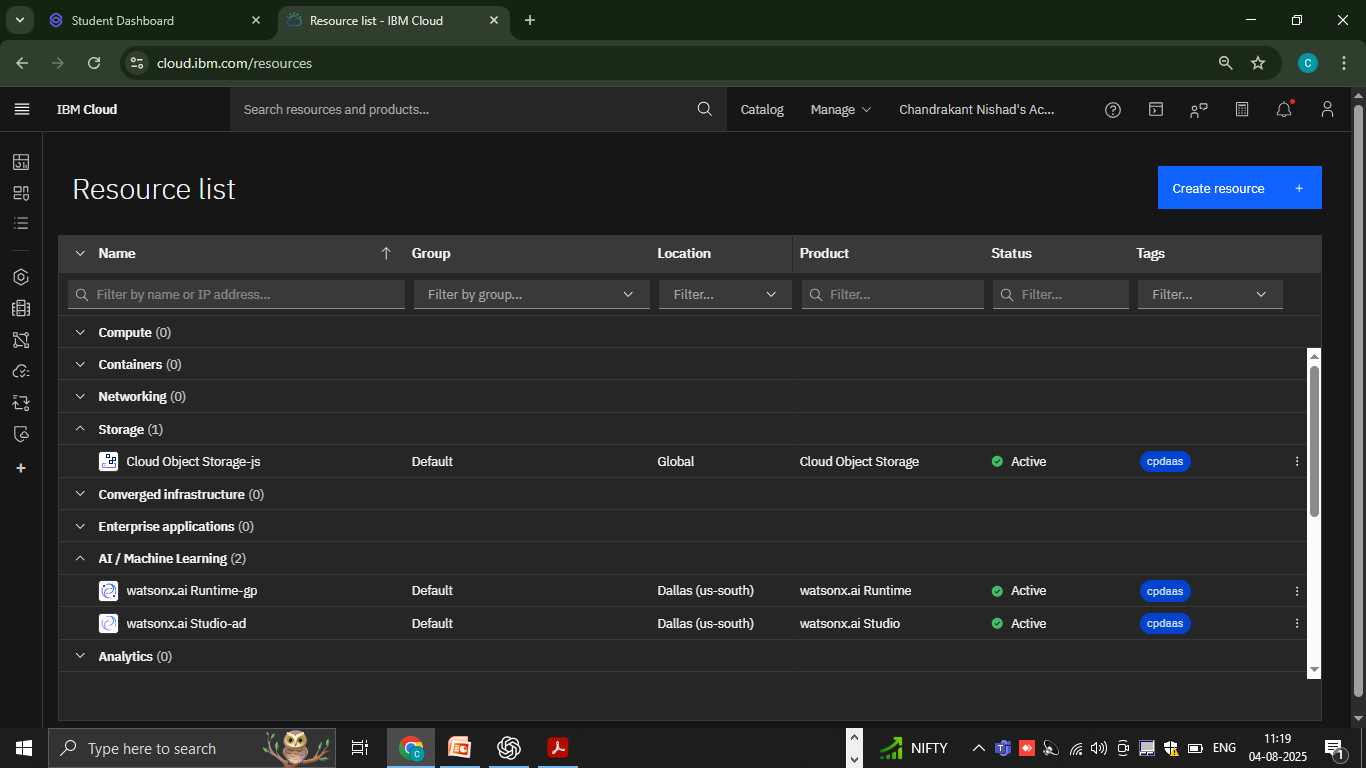 Student Dashboard
Resource list - IBM Cloud
cloud.ibm.com/resources
C
IBM Cloud
Search resources and products...
Catalog
Manage
Chandrakant Nishad's Ac...
Resource list
Create resource +
Name Group Location Product Status Tags
Filter by name or IP address... Filter by group... Filter... Filter... Filter... Filter...
Compute (0)
Containers (0)
Networking (0)
Storage (1)
Cloud Object Storage-js Default Global Cloud Object Storage Active cpdaas
Converged infrastructure (0)
Enterprise applications (0)
AI / Machine Learning (2)
watsonx.ai Runtime-gp Default Dallas (us-south) watsonx.ai Runtime Active cpdaas
watsonx.ai Studio-ad Default Dallas (us-south) watsonx.ai Studio Active cpdaas
Analytics (0)
Type here to search
C
NIFTY
ENG
11:19
04-08-2025
1